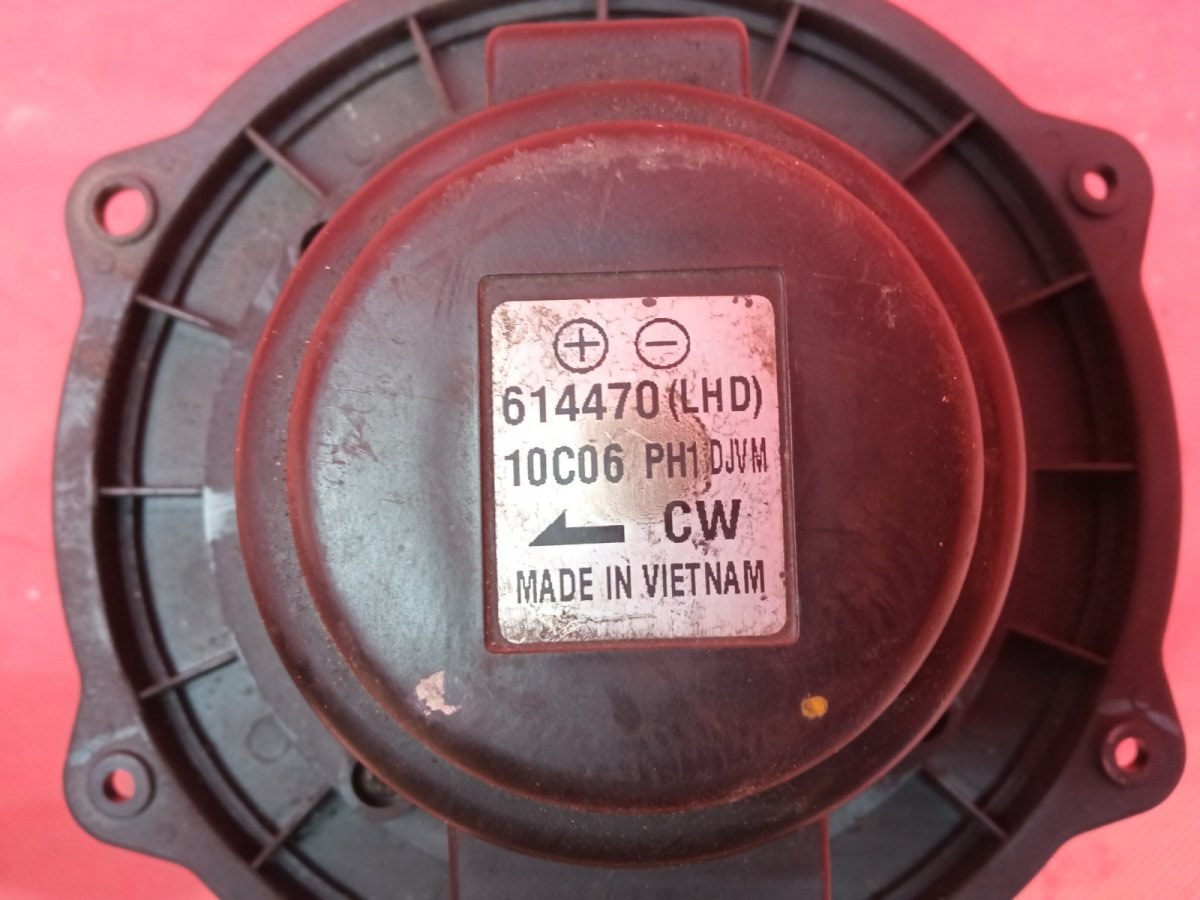 ⊕ ⊖
614470(LHD)
10C06 PH1 DJVM
CW
MADE IN VIETNAM